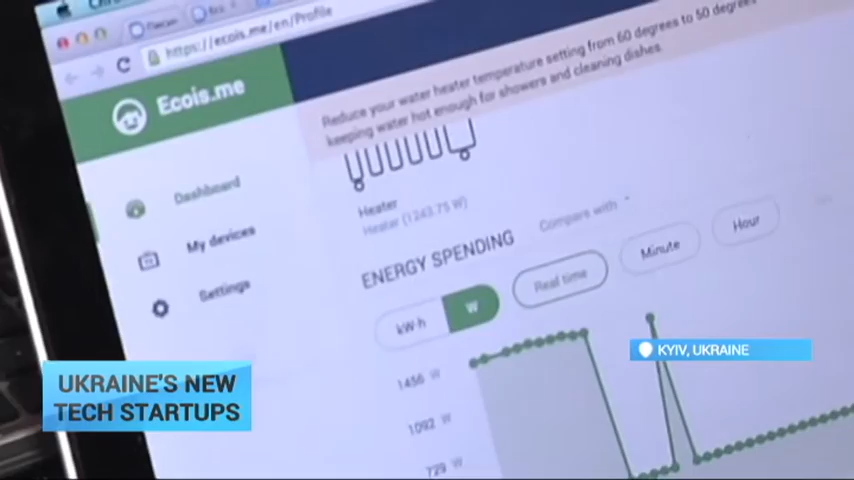 https://ecois.me/en/Profile
Ecois.me
Reduce your water heater temperature setting from 60 degrees to 50 degrees
keeping water hot enough for showers and cleaning dishes.
Dashboard
My devices
Settings
Heater
Heater (1243.75 W)
ENERGY SPENDING
Compare with
kW·h
W
Real time
Minute
Hour
1456 W
1092 W
729 W
KYIV, UKRAINE
UKRAINE'S NEW
TECH STARTUPS